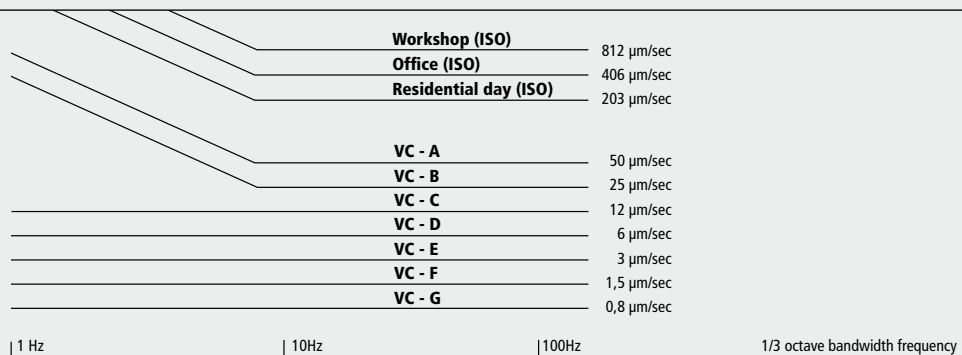 Workshop (ISO) 812 µm/sec
Office (ISO) 406 µm/sec
Residential day (ISO) 203 µm/sec
VC - A 50 µm/sec
VC - B 25 µm/sec
VC - C 12 µm/sec
VC - D 6 µm/sec
VC - E 3 µm/sec
VC - F 1,5 µm/sec
VC - G 0,8 µm/sec
1 Hz 10Hz 100Hz 1/3 octave bandwidth frequency